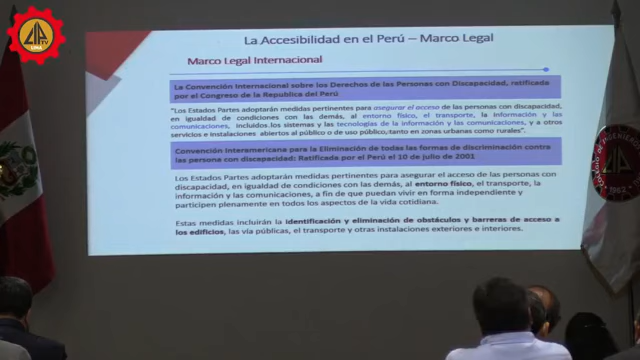 CIP TV
LIMA
La Accesibilidad en el Perú – Marco Legal
Marco Legal Internacional
La Convención Internacional sobre los Derechos de las Personas con Discapacidad, ratificada
por el Congreso de la Republica del Perú
"Los Estados Partes adoptarán medidas pertinentes para asegurar el acceso de las personas con discapacidad,
en igualdad de condiciones con las demás, al entorno físico, el transporte, la información y las
comunicaciones, incluidos los sistemas y las tecnologías de la información y las comunicaciones, y a otros
servicios e instalaciones abiertos al público o de uso público, tanto en zonas urbanas como rurales".
Convención Interamericana para la Eliminación de todas las formas de discriminación contra
las persona con discapacidad: Ratificada por el Perú el 10 de julio de 2001
Los Estados Partes adoptarán medidas pertinentes para asegurar el acceso de las personas con
discapacidad, en igualdad de condiciones con las demás, al entorno físico, el transporte, la
información y las comunicaciones, a fin de que puedan vivir en forma independiente y
participen plenamente en todos los aspectos de la vida cotidiana.
Estas medidas incluirán la identificación y eliminación de obstáculos y barreras de acceso a
los edificios, las vía públicas, el transporte y otras instalaciones exteriores e interiores.
1962